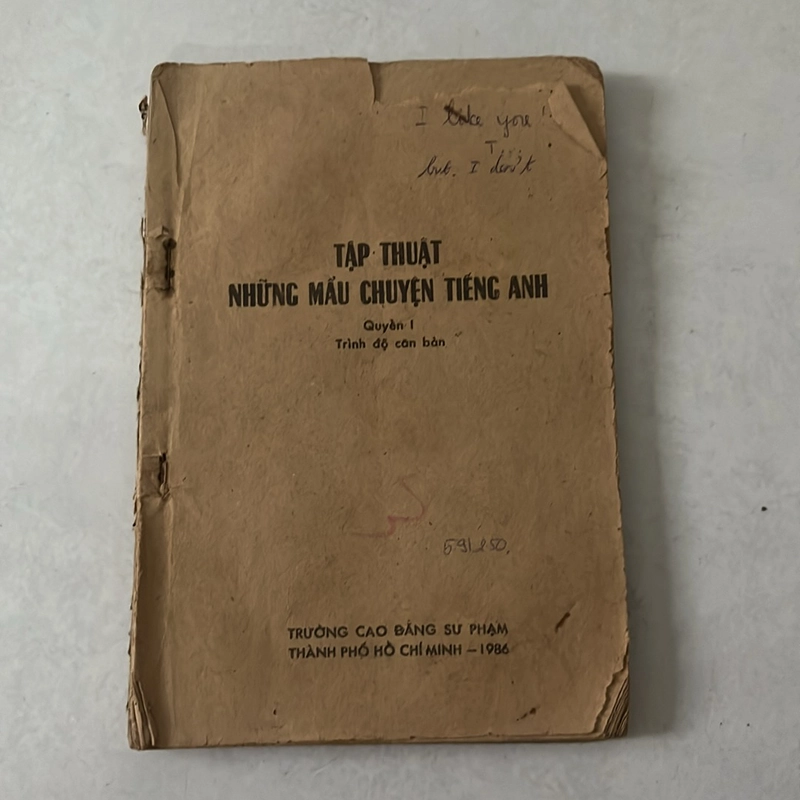 I like you!
T
but. I don't
TẬP THUẬT
NHỮNG MẨU CHUYỆN TIẾNG ANH
Quyển I
Trình độ căn bản
TRƯỜNG CAO ĐẲNG SƯ PHẠM
THÀNH PHỐ HỒ CHÍ MINH – 1986